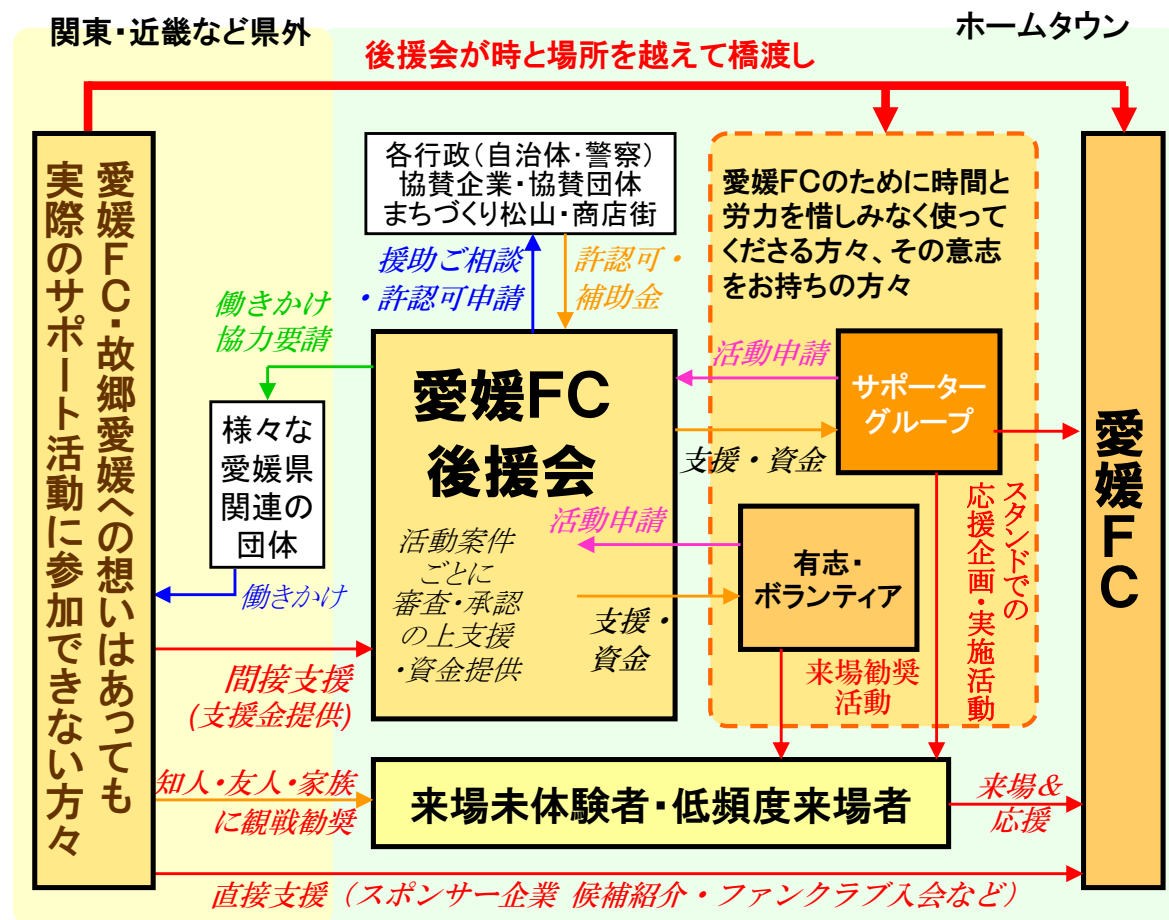 関東・近畿など県外
ホームタウン
後援会が時と場所を越えて橋渡し
愛媛FC・故郷愛媛への想いはあっても
実際のサポート活動に参加できない方々
各行政（自治体・警察）
協賛企業・協賛団体
まちづくり松山・商店街
援助ご相談
・許認可申請
許認可・
補助金
働きかけ
協力要請
様々な
愛媛県
関連の
団体
働きかけ
愛媛FC
後援会
活動案件
ごとに
審査・承認
の上支援
・資金提供
愛媛FCのために時間と
労力を惜しみなく使って
くださる方々、その意志
をお持ちの方々
活動申請
サポーター
グループ
支援・資金
活動申請
有志・
ボランティア
支援・
資金
スタンドでの
応援企画・実施活動
来場勧奨
活動
愛媛FC
間接支援
(支援金提供)
知人・友人・家族
に観戦勧奨
来場未体験者・低頻度来場者
来場&
応援
直接支援（スポンサー企業 候補紹介・ファンクラブ入会など）